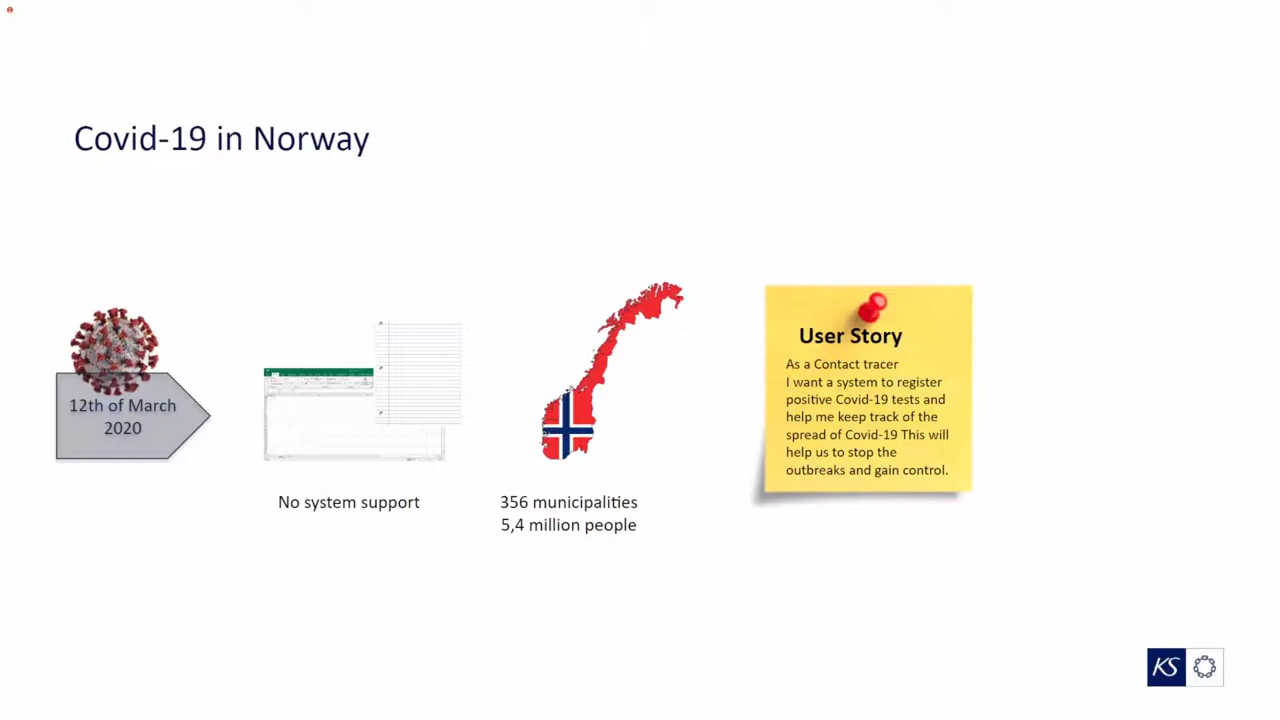 Covid-19 in Norway
12th of March
2020
No system support
356 municipalities
5,4 million people
User Story
As a Contact tracer
I want a system to register
positive Covid-19 tests and
help me keep track of the
spread of Covid-19 This will
help us to stop the
outbreaks and gain control.
KS